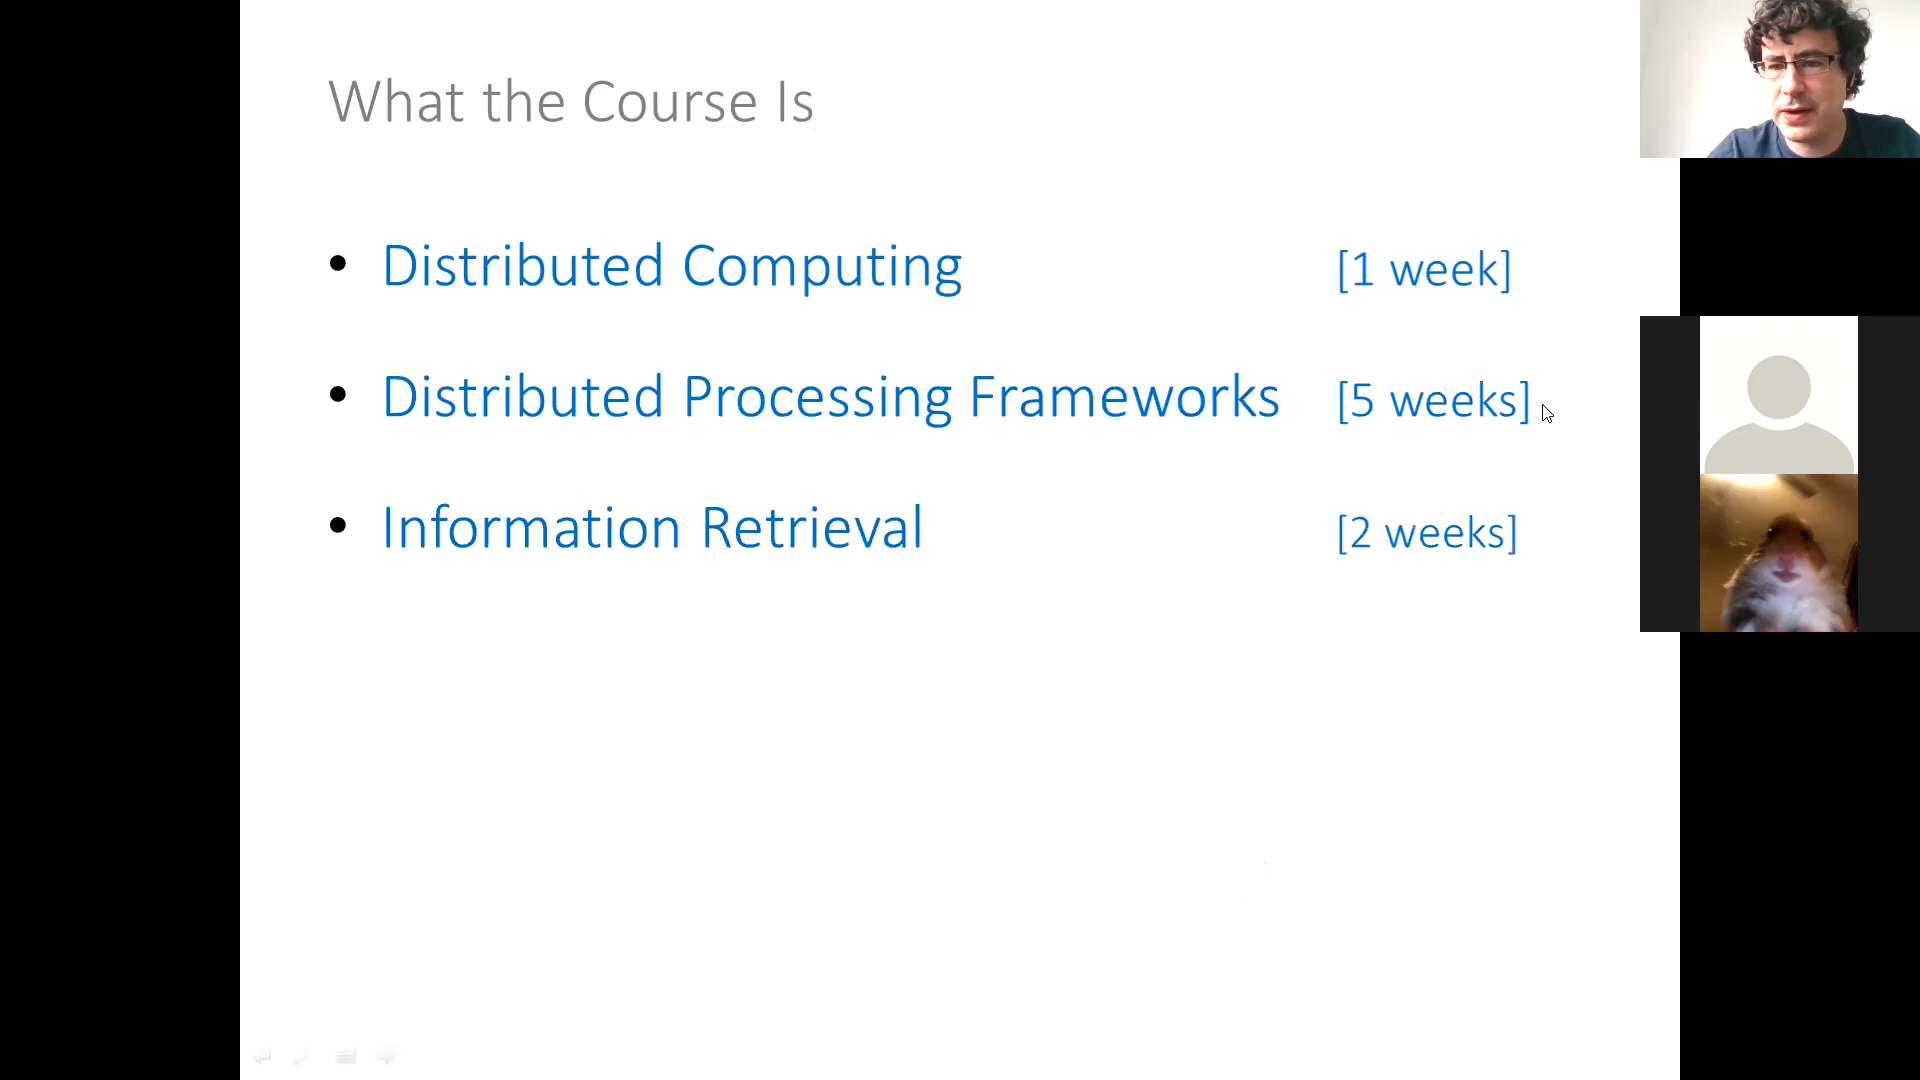 What the Course Is
• Distributed Computing [1 week]
• Distributed Processing Frameworks [5 weeks]
• Information Retrieval [2 weeks]